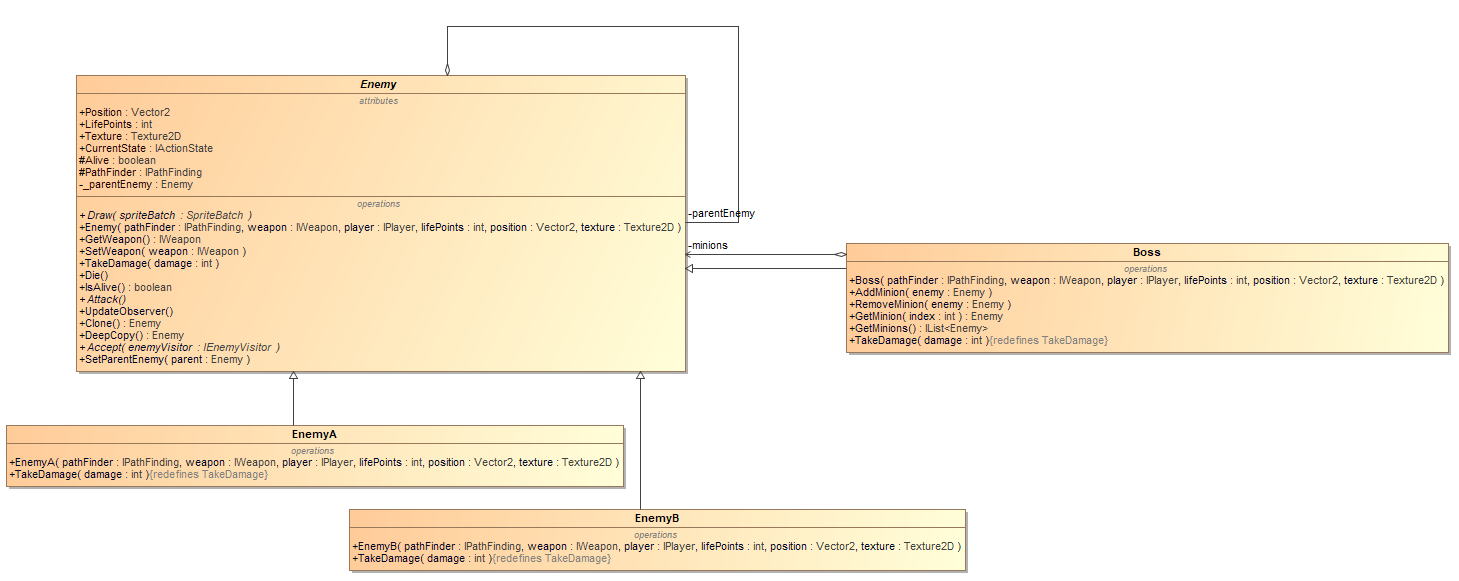 Enemy
attributes
+Position : Vector2
+LifePoints : int
+Texture : Texture2D
+CurrentState : IActionState
#Alive : boolean
#PathFinder : IPathFinding
-_parentEnemy : Enemy
operations
+Draw( spriteBatch : SpriteBatch )
+Enemy( pathFinder : IPathFinding, weapon : IWeapon, player : IPlayer, lifePoints : int, position : Vector2, texture : Texture2D )
+GetWeapon() : IWeapon
+SetWeapon( weapon : IWeapon )
+TakeDamage( damage : int )
+Die()
+IsAlive() : boolean
+Attack()
+UpdateObserver()
+Clone() : Enemy
+DeepCopy() : Enemy
+Accept( enemyVisitor : IEnemyVisitor )
+SetParentEnemy( parent : Enemy )
-parentEnemy
-minions
Boss
operations
+Boss( pathFinder : IPathFinding, weapon : IWeapon, player : IPlayer, lifePoints : int, position : Vector2, texture : Texture2D )
+AddMinion( enemy : Enemy )
+RemoveMinion( enemy : Enemy )
+GetMinion( index : int ) : Enemy
+GetMinions() : IList<Enemy>
+TakeDamage( damage : int ){redefines TakeDamage}
EnemyA
operations
+EnemyA( pathFinder : IPathFinding, weapon : IWeapon, player : IPlayer, lifePoints : int, position : Vector2, texture : Texture2D )
+TakeDamage( damage : int ){redefines TakeDamage}
EnemyB
operations
+EnemyB( pathFinder : IPathFinding, weapon : IWeapon, player : IPlayer, lifePoints : int, position : Vector2, texture : Texture2D )
+TakeDamage( damage : int ){redefines TakeDamage}